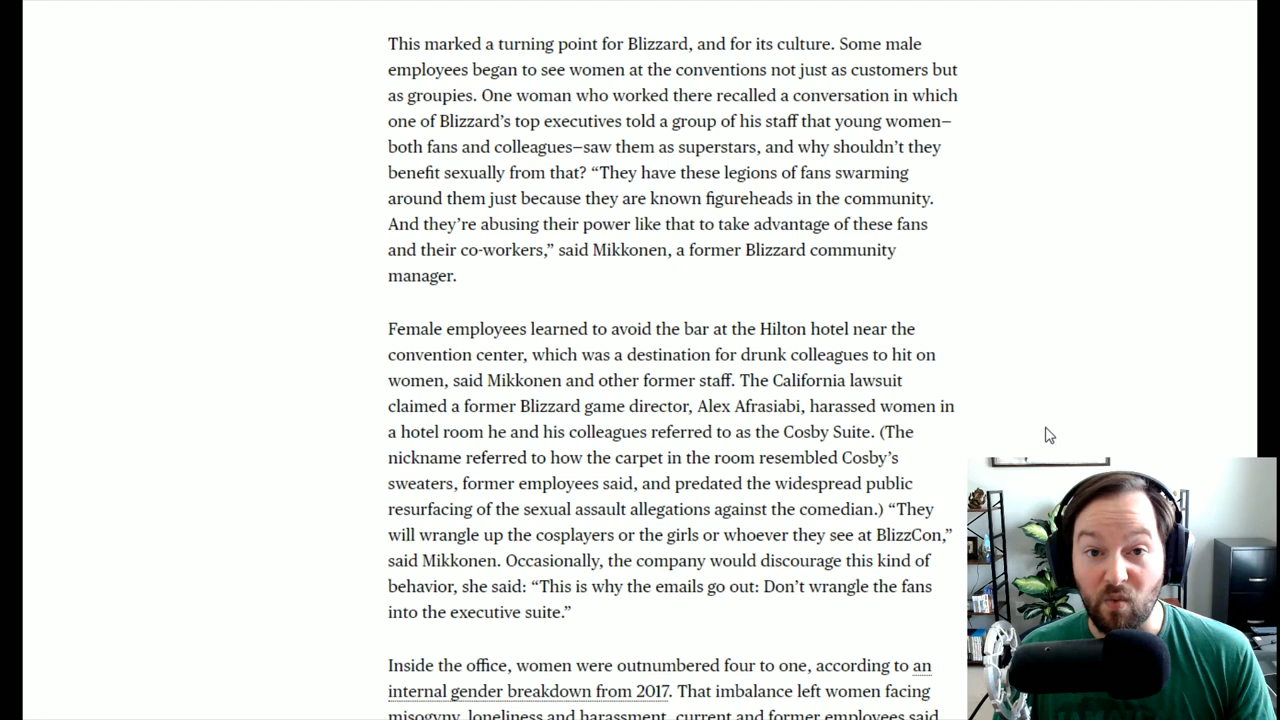 This marked a turning point for Blizzard, and for its culture. Some male
employees began to see women at the conventions not just as customers but
as groupies. One woman who worked there recalled a conversation in which
one of Blizzard’s top executives told a group of his staff that young women–
both fans and colleagues–saw them as superstars, and why shouldn’t they
benefit sexually from that? “They have these legions of fans swarming
around them just because they are known figureheads in the community.
And they’re abusing their power like that to take advantage of these fans
and their co-workers,” said Mikkonen, a former Blizzard community
manager.
Female employees learned to avoid the bar at the Hilton hotel near the
convention center, which was a destination for drunk colleagues to hit on
women, said Mikkonen and other former staff. The California lawsuit
claimed a former Blizzard game director, Alex Afrasiabi, harassed women in
a hotel room he and his colleagues referred to as the Cosby Suite. (The
nickname referred to how the carpet in the room resembled Cosby’s
sweaters, former employees said, and predated the widespread public
resurfacing of the sexual assault allegations against the comedian.) “They
will wrangle up the cosplayers or the girls or whoever they see at BlizzCon,”
said Mikkonen. Occasionally, the company would discourage this kind of
behavior, she said: “This is why the emails go out: Don’t wrangle the fans
into the executive suite.”
Inside the office, women were outnumbered four to one, according to an
internal gender breakdown from 2017. That imbalance left women facing
misogyny, loneliness and harassment, current and former employees said.